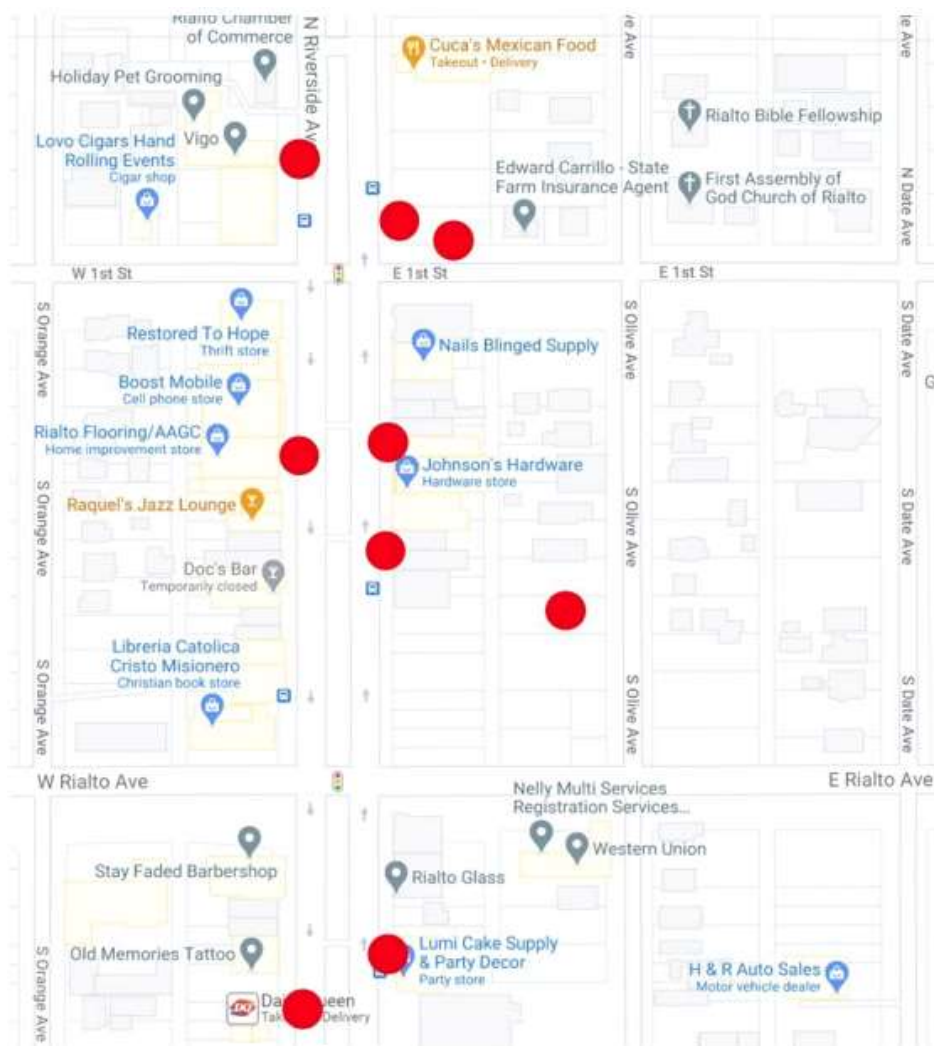 Rialto Chamber
of Commerce
N Riverside Av
Cuca's Mexican Food
Takeout • Delivery
e Ave
le Ave
Holiday Pet Grooming
Vigo
Lovo Cigars Hand
Rolling Events
Cigar shop
Rialto Bible Fellowship
Edward Carrillo - State
Farm Insurance Agent
First Assembly of
God Church of Rialto
N Date Ave
W 1st St
E 1st St
E 1st St
S Orange Ave
Restored To Hope
Thrift store
Nails Blinged Supply
S Olive Ave
S Date Ave
G
Boost Mobile
Cell phone store
Rialto Flooring/AAGC
Home improvement store
Johnson's Hardware
Hardware store
S Orange Ave
Raquel's Jazz Lounge
S Olive Ave
S Date Ave
Doc's Bar
Temporarily closed
Libreria Catolica
Cristo Misionero
Christian book store
S Orange Ave
S Olive Ave
S Date Ave
W Rialto Ave
E Rialto Ave
Nelly Multi Services
Registration Services...
Western Union
Stay Faded Barbershop
Rialto Glass
Old Memories Tattoo
Lumi Cake Supply
& Party Decor
Party store
H & R Auto Sales
Motor vehicle dealer
S Orange Ave
DQ
Dai ueen
Tak Delivery